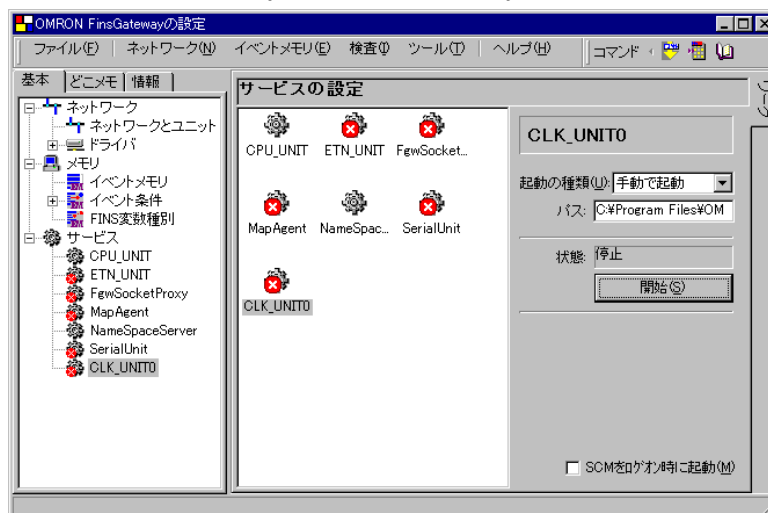 OMRON FinsGatewayの設定
ファイル(F) ネットワーク(N) イベントメモリ(E) 検査(I) ツール(T) ヘルプ(H) コマンド
基本 どこメモ 情報
ネットワーク
ネットワークとユニット
ドライバ
メモリ
イベントメモリ
イベント条件
FINS変数種別
サービス
CPU_UNIT
ETN_UNIT
FgwSocketProxy
MapAgent
NameSpaceServer
SerialUnit
CLK_UNIT0
サービスの設定
CPU_UNIT ETN_UNIT FgwSocket...
MapAgent NameSpac... SerialUnit
CLK_UNIT0
CLK_UNIT0
起動の種類(U): 手動で起動
パス: C:¥Program Files¥OM
状態: 停止
開始(S)
SCMをログオン時に起動(M)